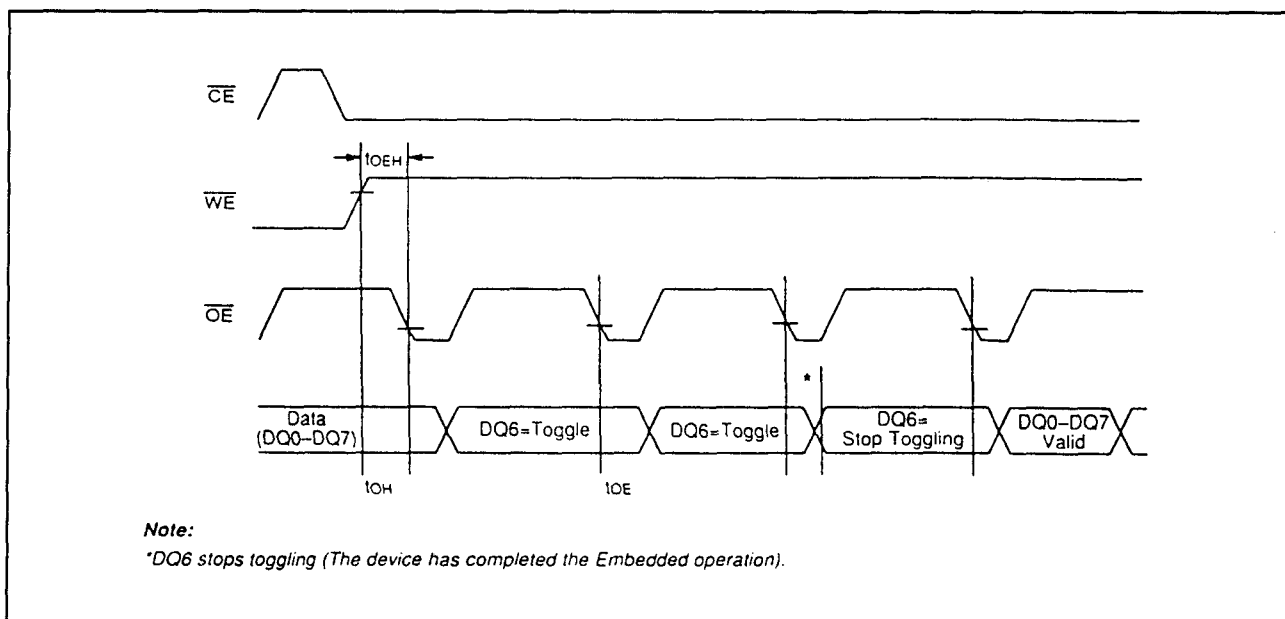 CE
tOEH
WE
OE
*
Data
(DQ0–DQ7)
DQ6=Toggle
DQ6=Toggle
DQ6=
Stop Toggling
DQ0–DQ7
Valid
tOH
tOE
Note:
*DQ6 stops toggling (The device has completed the Embedded operation).